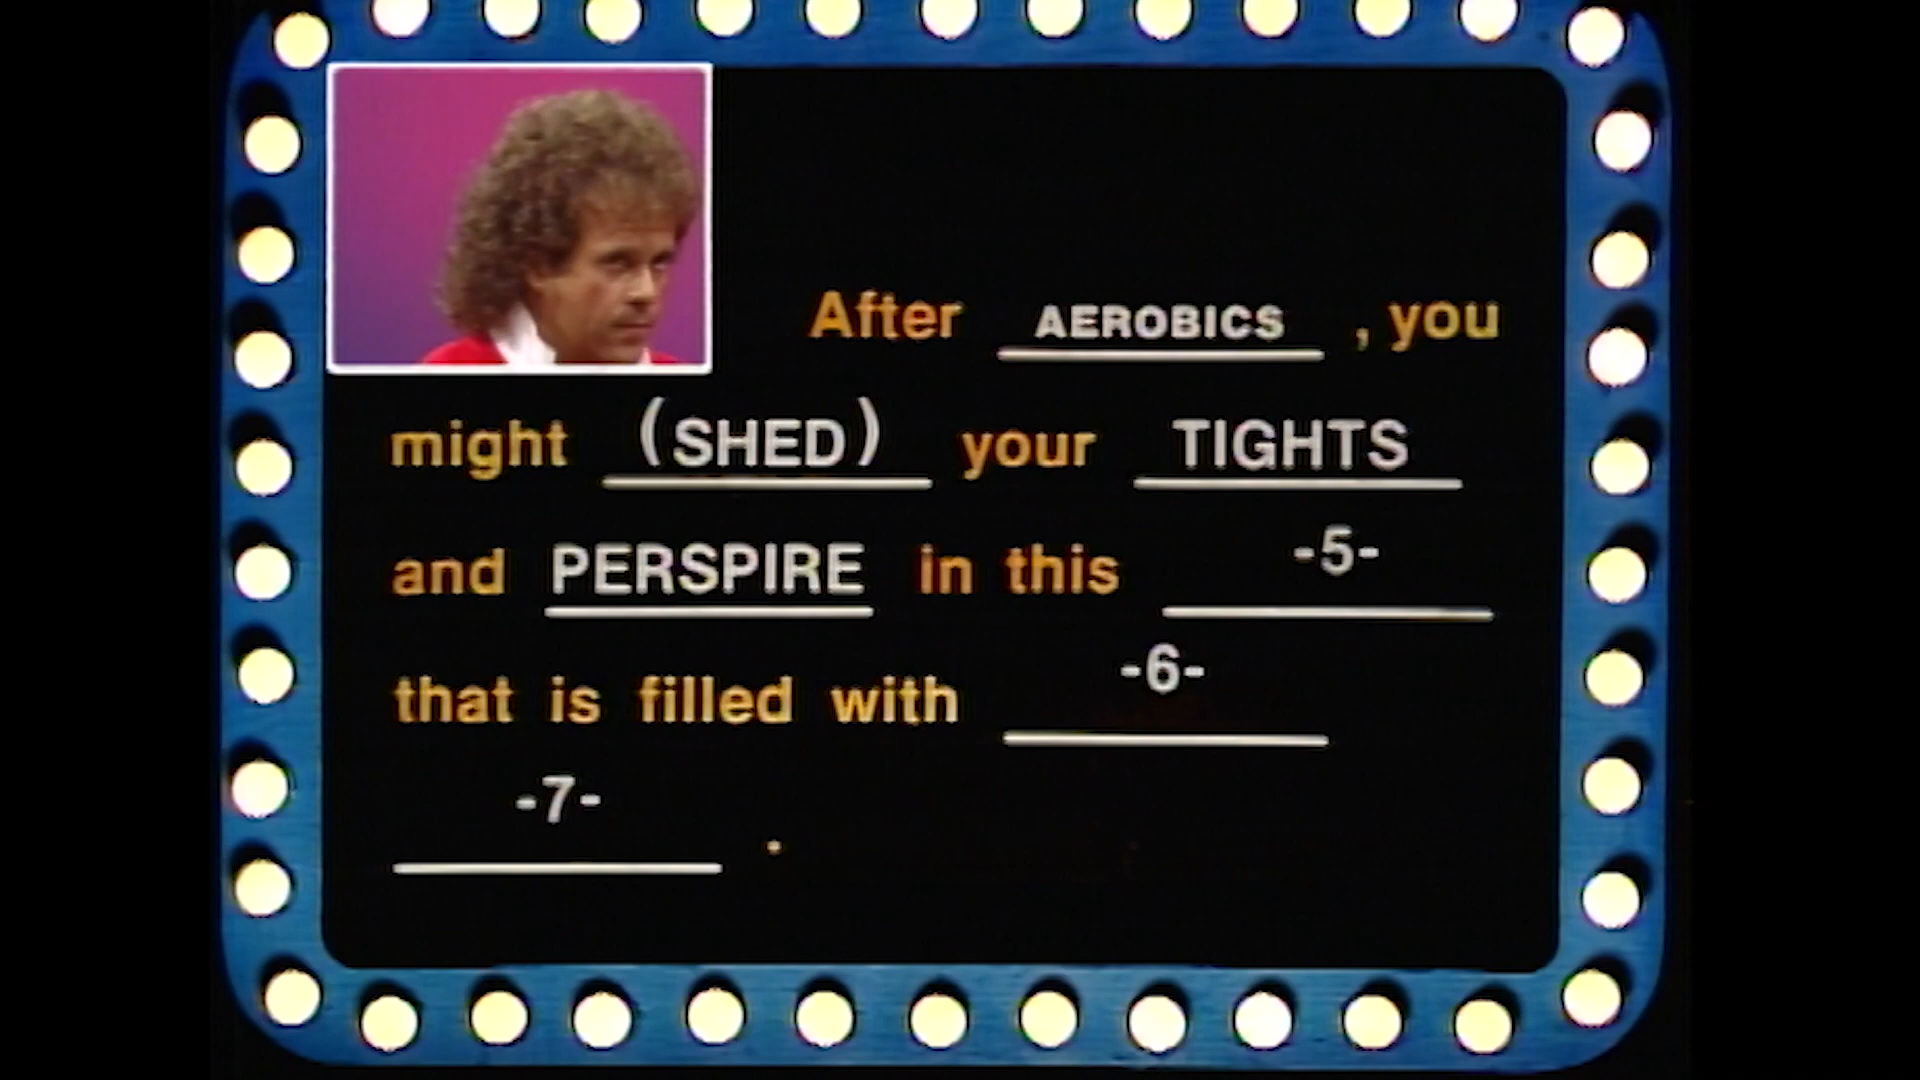 After AEROBICS , you
might (SHED) your TIGHTS
and PERSPIRE in this -5-
that is filled with -6-
-7- .